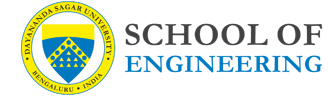 DAYANANDA SAGAR UNIVERSITY
BENGALURU • INDIA
SCHOOL OF
ENGINEERING